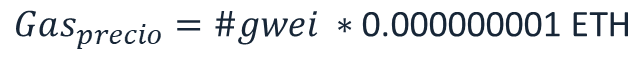 Gas_precio = #gwei * 0.000000001 ETH